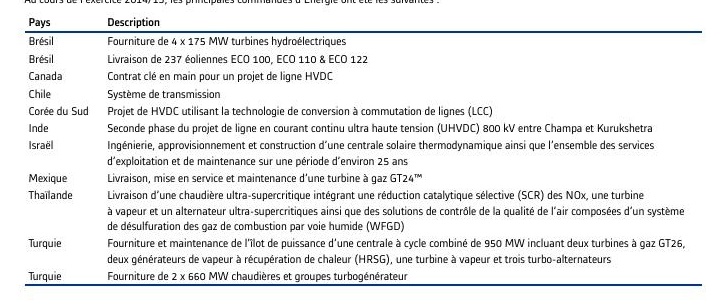 Au cours de l'exercice 2014/15, les principales commandes d'Énergie ont été les suivantes :
Pays Description
Brésil Fourniture de 4 x 175 MW turbines hydroélectriques
Brésil Livraison de 237 éoliennes ECO 100, ECO 110 & ECO 122
Canada Contrat clé en main pour un projet de ligne HVDC
Chile Système de transmission
Corée du Sud Projet de HVDC utilisant la technologie de conversion à commutation de lignes (LCC)
Inde Seconde phase du projet de ligne en courant continu ultra haute tension (UHVDC) 800 kV entre Champa et Kurukshetra
Israël Ingénierie, approvisionnement et construction d'une centrale solaire thermodynamique ainsi que l'ensemble des services
d'exploitation et de maintenance sur une période d'environ 25 ans
Mexique Livraison, mise en service et maintenance d'une turbine à gaz GT24™
Thaïlande Livraison d'une chaudière ultra-supercritique intégrant une réduction catalytique sélective (SCR) des NOx, une turbine
à vapeur et un alternateur ultra-supercritiques ainsi que des solutions de contrôle de la qualité de l'air composées d'un système
de désulfuration des gaz de combustion par voie humide (WFGD)
Turquie Fourniture et maintenance de l'îlot de puissance d'une centrale à cycle combiné de 950 MW incluant deux turbines à gaz GT26,
deux générateurs de vapeur à récupération de chaleur (HRSG), une turbine à vapeur et trois turbo-alternateurs
Turquie Fourniture de 2 x 660 MW chaudières et groupes turbogénérateur